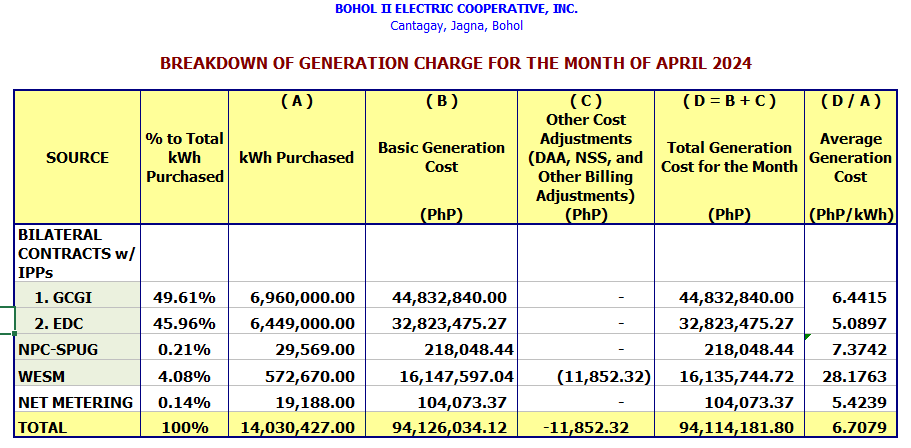 BOHOL II ELECTRIC COOPERATIVE, INC.
Cantagay, Jagna, Bohol
BREAKDOWN OF GENERATION CHARGE FOR THE MONTH OF APRIL 2024
SOURCE
% to Total
kWh
Purchased
( A )
kWh Purchased
( B )
Basic Generation
Cost
(PhP)
( C )
Other Cost
Adjustments
(DAA, NSS, and
Other Billing
Adjustments)
(PhP)
( D = B + C )
Total Generation
Cost for the Month
(PhP)
( D / A )
Average
Generation
Cost
(PhP/kWh)
BILATERAL
CONTRACTS w/
IPPs
1. GCGI 49.61% 6,960,000.00 44,832,840.00 - 44,832,840.00 6.4415
2. EDC 45.96% 6,449,000.00 32,823,475.27 - 32,823,475.27 5.0897
NPC-SPUG 0.21% 29,569.00 218,048.44 - 218,048.44 7.3742
WESM 4.08% 572,670.00 16,147,597.04 (11,852.32) 16,135,744.72 28.1763
NET METERING 0.14% 19,188.00 104,073.37 - 104,073.37 5.4239
TOTAL 100% 14,030,427.00 94,126,034.12 -11,852.32 94,114,181.80 6.7079